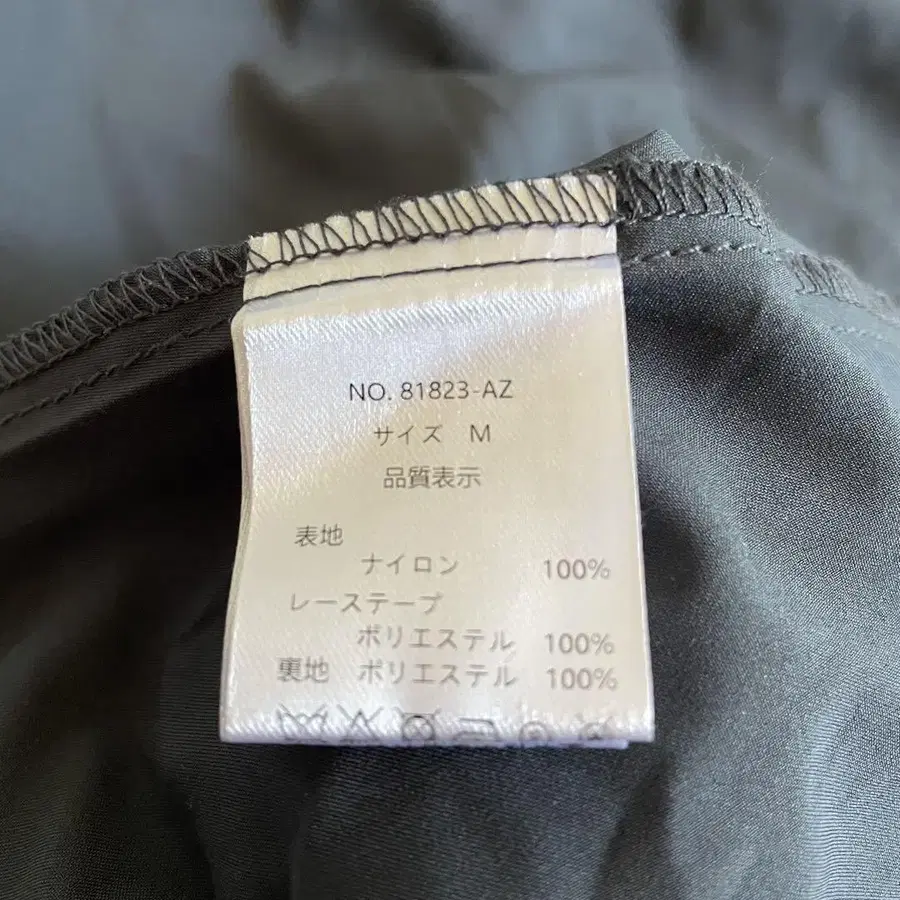 NO. 81823-AZ
サイズ M
品質表示
表地
ナイロン 100%
レーステープ
ポリエステル 100%
裏地 ポリエステル 100%